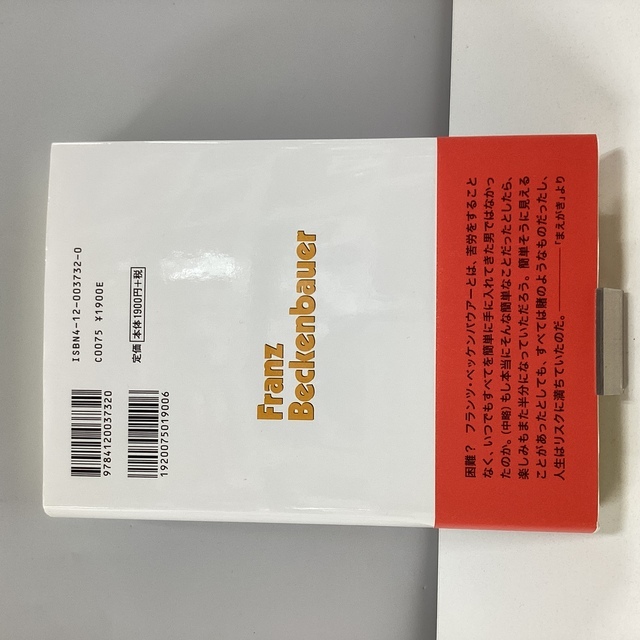 ISBN4-12-003732-0
C0075 ¥1900E
定価 本体1900円+税
9784120037320
1920075019006
Franz
Beckenbauer
困難？ フランツ・ベッケンバウアーとは、苦労をすること
なく、いつでもすべてを簡単に手に入れてきた男ではなかっ
たのか。(中略)もし本当にそんな簡単なことだったとしたら、
楽しみもまた半分になっていただろう。簡単そうに見える
ことがあったとしても、すべては賭のようなものだったし、
人生はリスクに満ちていたのだ。――「まえがき」より